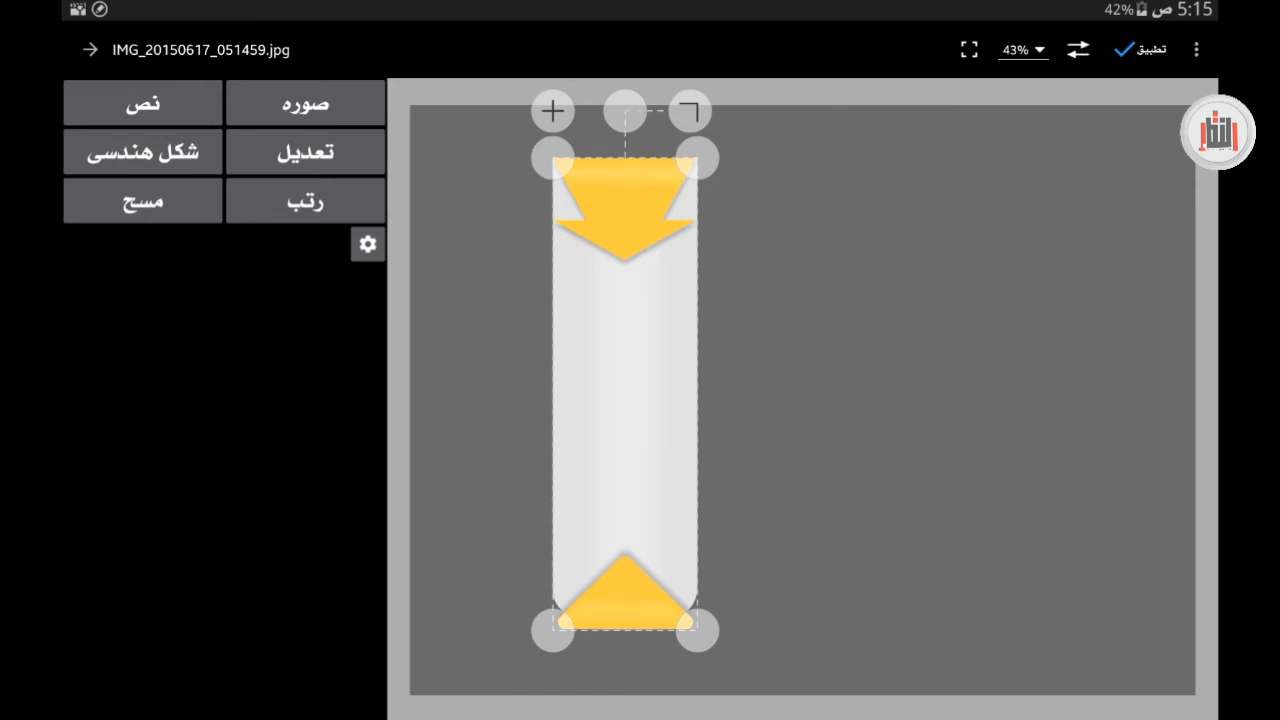 42% ص 5:15
IMG_20150617_051459.jpg
43%
تطبيق
نص
صوره
شكل هندسى
تعديل
مسح
رتب